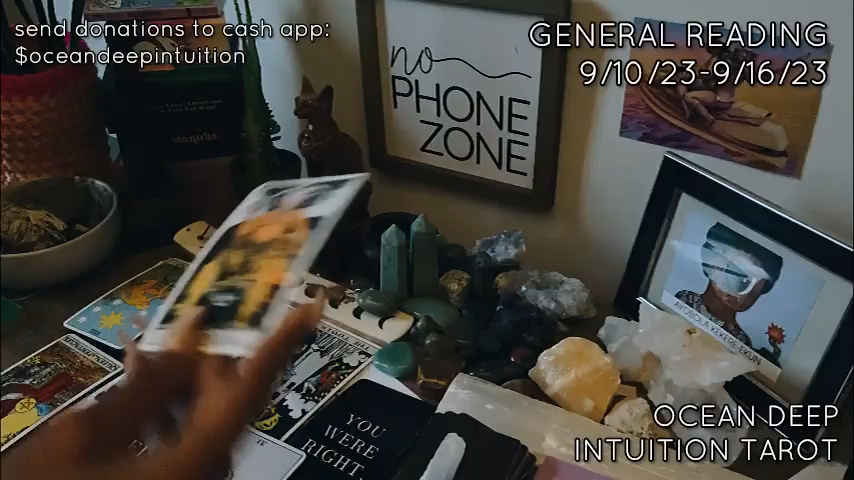 send donations to cash app:
$oceandeepintuition
GENERAL READING
9/10/23-9/16/23
no
PHONE
ZONE
YOU
WERE
RIGHT.
OCEAN DEEP
INTUITION TAROT